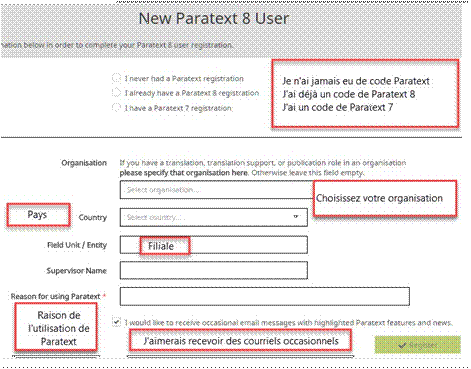 New Paratext 8 User
nation below in order to complete your Paratext 8 user registration.
I never had a Paratext registration
I already have a Paratext 8 registration
I have a Paratext 7 registration
Je n'ai jamais eu de code Paratext
J'ai déjà un code de Paratext 8
J'ai un code de Paratext 7
Organisation
If you have a translation, translation support, or publication role in an organisation
please specify that organisation here. Otherwise leave this field empty.
Select organisation....
Choisissez votre organisation
Pays
Country
Select country.....
Field Unit / Entity
Filiale
Supervisor Name
Reason for using Paratext *
Raison de
l'utilisation de
Paratext
I would like to receive occasional email messages with highlighted Paratext features and news.
J'aimerais recevoir des courriels occasionnels
Register